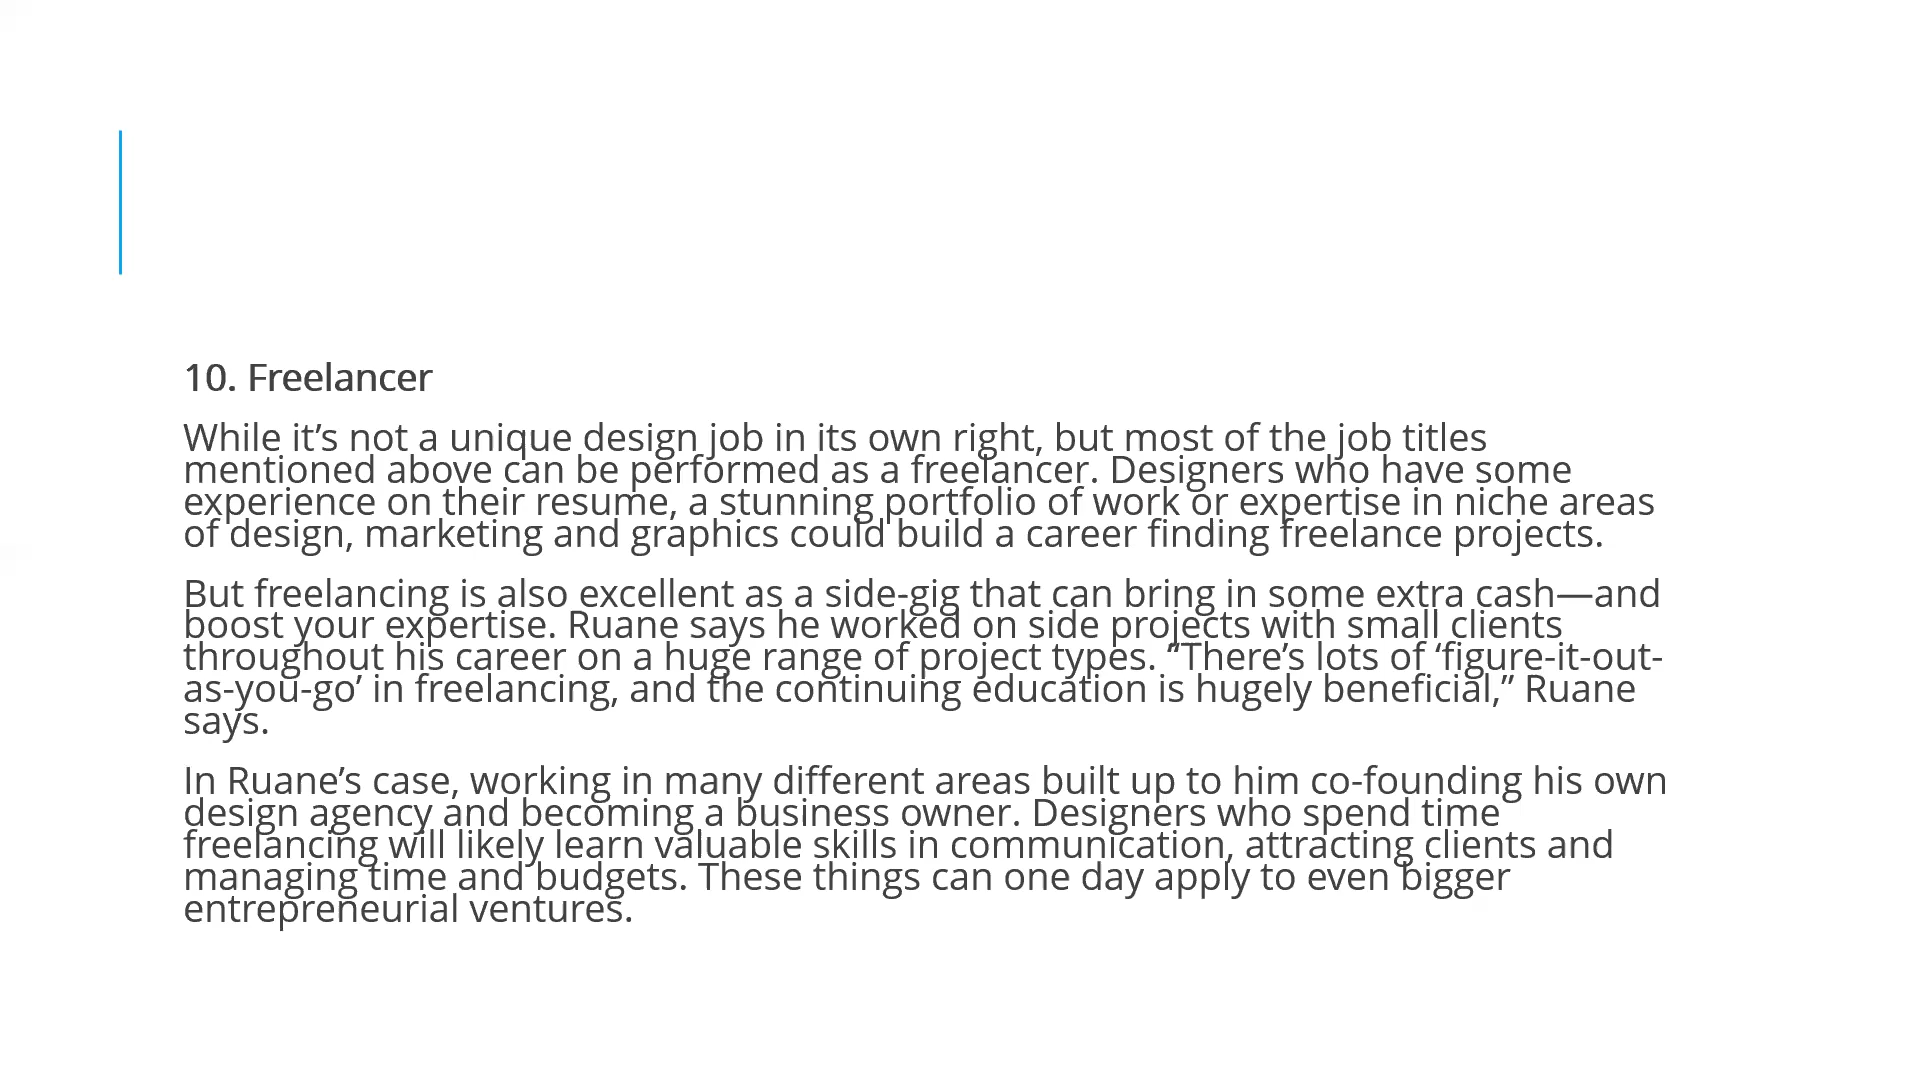 10. Freelancer
While it’s not a unique design job in its own right, but most of the job titles
mentioned above can be performed as a freelancer. Designers who have some
experience on their resume, a stunning portfolio of work or expertise in niche areas
of design, marketing and graphics could build a career finding freelance projects.
But freelancing is also excellent as a side-gig that can bring in some extra cash—and
boost your expertise. Ruane says he worked on side projects with small clients
throughout his career on a huge range of project types. “There’s lots of ‘figure-it-out-
as-you-go’ in freelancing, and the continuing education is hugely beneficial,” Ruane
says.
In Ruane’s case, working in many different areas built up to him co-founding his own
design agency and becoming a business owner. Designers who spend time
freelancing will likely learn valuable skills in communication, attracting clients and
managing time and budgets. These things can one day apply to even bigger
entrepreneurial ventures.